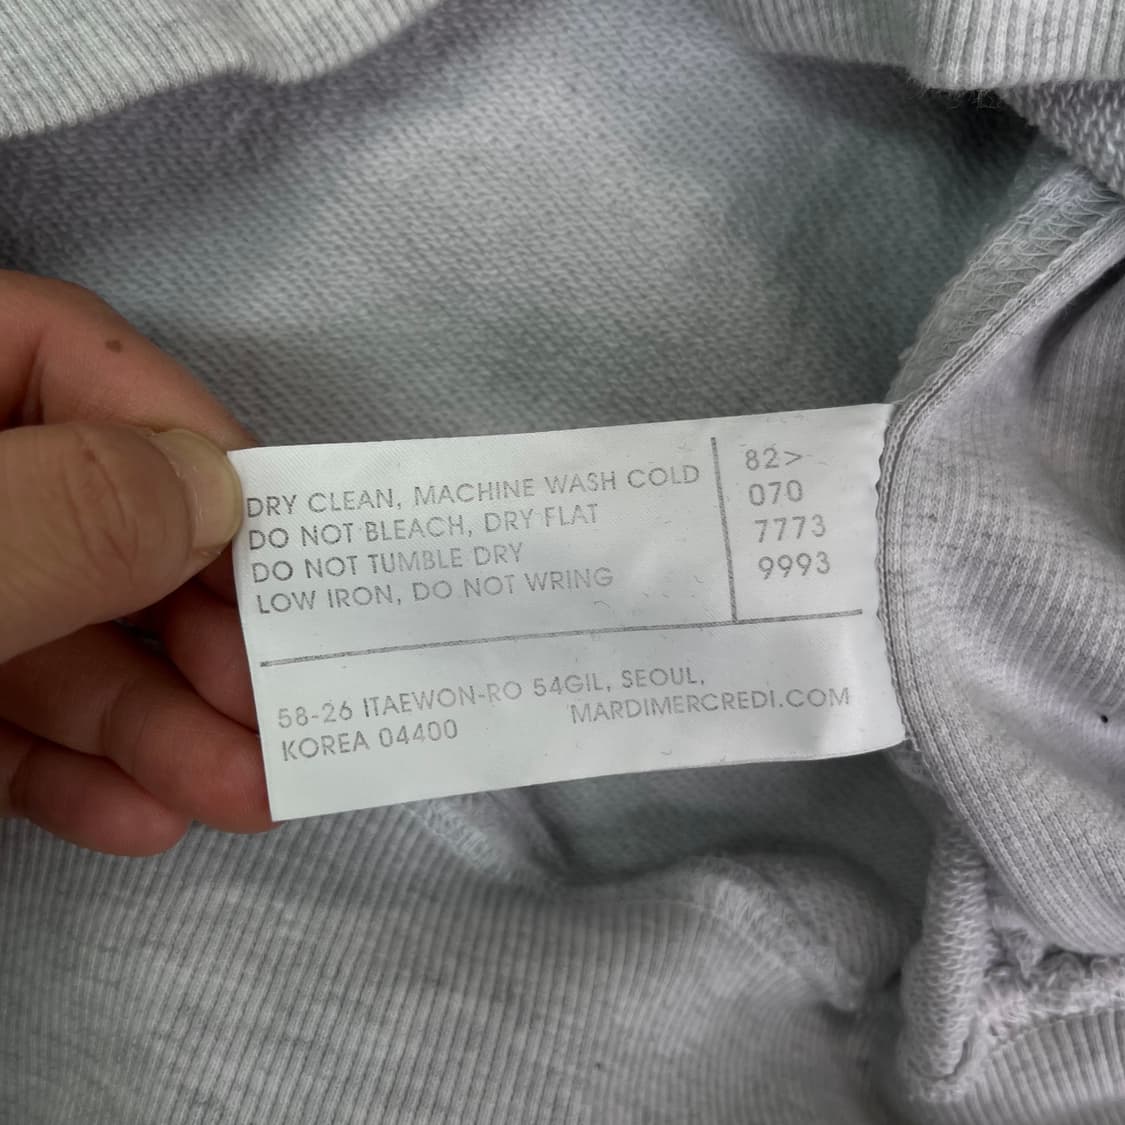 DRY CLEAN, MACHINE WASH COLD
DO NOT BLEACH, DRY FLAT
DO NOT TUMBLE DRY
LOW IRON, DO NOT WRING
82>
070
7773
9993
58-26 ITAEWON-RO 54GIL, SEOUL,
KOREA 04400
MARDIMERCREDI.COM